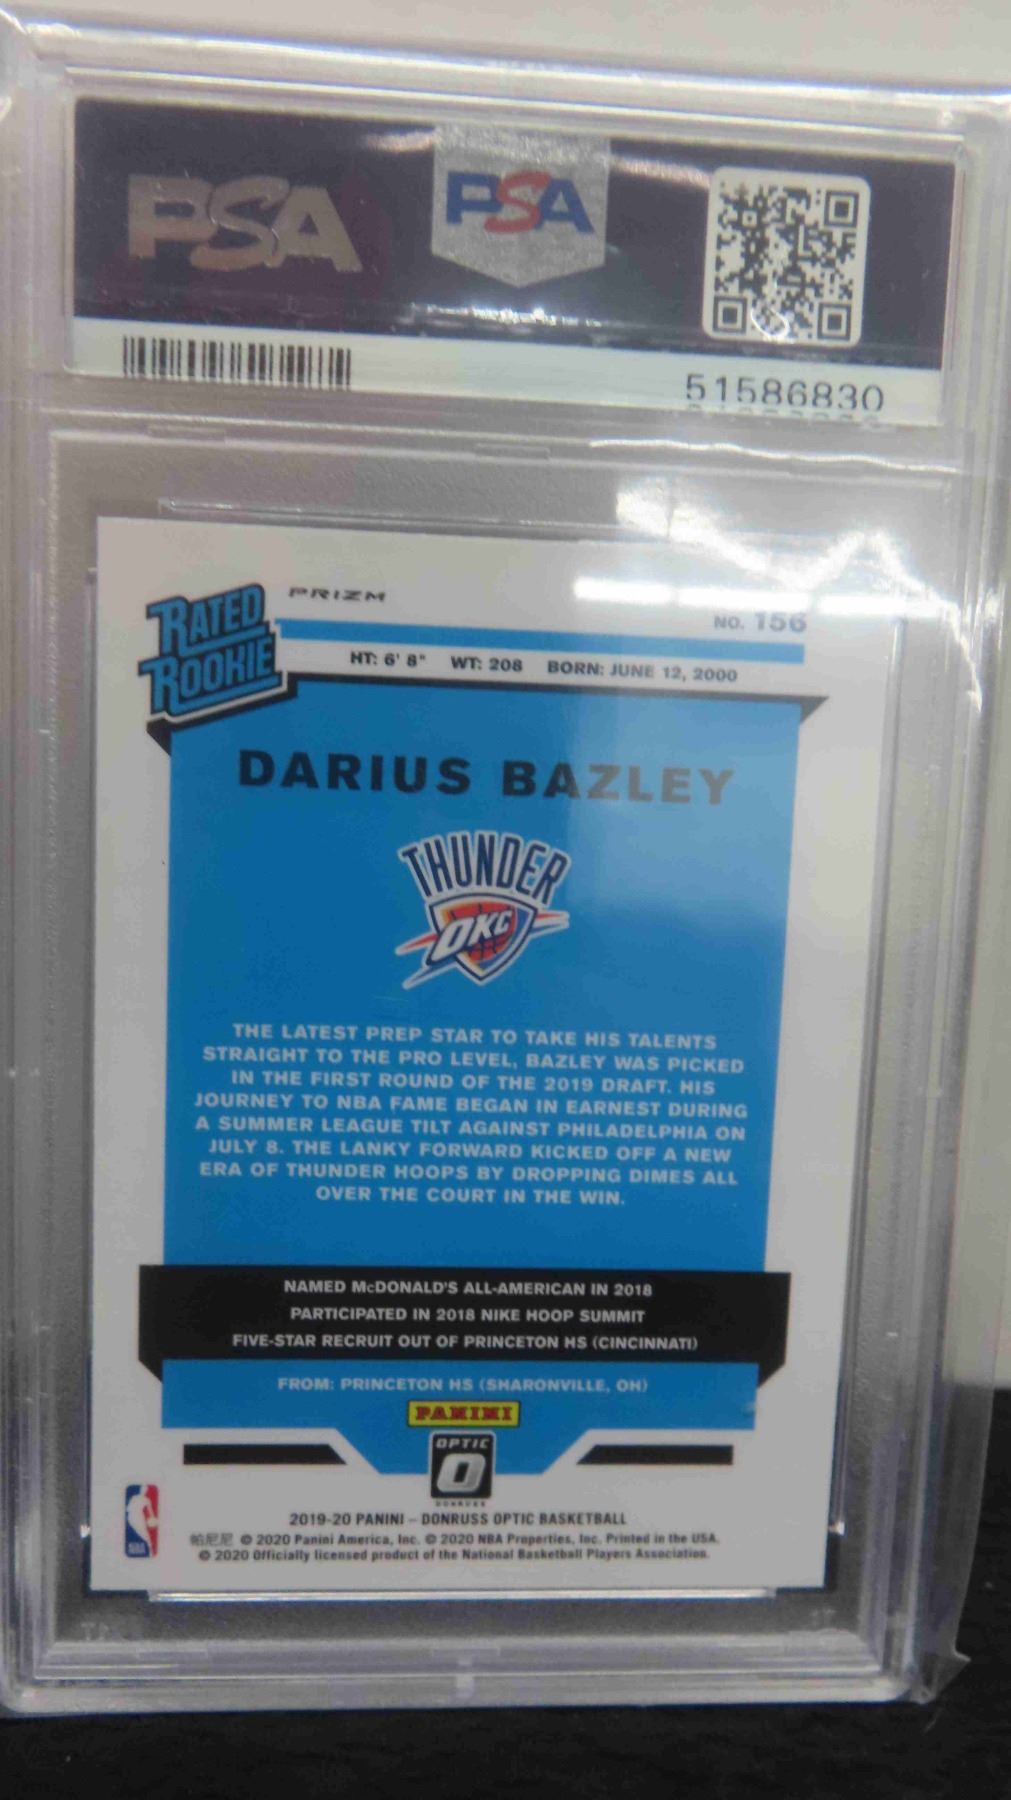 PSA
PSA
51586830
RATED
ROOKIE
PRIZM
NO. 156
HT: 6' 8" WT: 208 BORN: JUNE 12, 2000
DARIUS BAZLEY
THUNDER
OKC
THE LATEST PREP STAR TO TAKE HIS TALENTS
STRAIGHT TO THE PRO LEVEL, BAZLEY WAS PICKED
IN THE FIRST ROUND OF THE 2019 DRAFT. HIS
JOURNEY TO NBA FAME BEGAN IN EARNEST DURING
A SUMMER LEAGUE TILT AGAINST PHILADELPHIA ON
JULY 8. THE LANKY FORWARD KICKED OFF A NEW
ERA OF THUNDER HOOPS BY DROPPING DIMES ALL
OVER THE COURT IN THE WIN.
NAMED McDONALD'S ALL-AMERICAN IN 2018
PARTICIPATED IN 2018 NIKE HOOP SUMMIT
FIVE-STAR RECRUIT OUT OF PRINCETON HS (CINCINNATI)
FROM: PRINCETON HS (SHARONVILLE, OH)
PANINI
OPTIC
O
DONRUSS
2019-20 PANINI – DONRUSS OPTIC BASKETBALL
帕尼尼 © 2020 Panini America, Inc. © 2020 NBA Properties, Inc. Printed in the USA.
© 2020 Officially licensed product of the National Basketball Players Association.
NBA